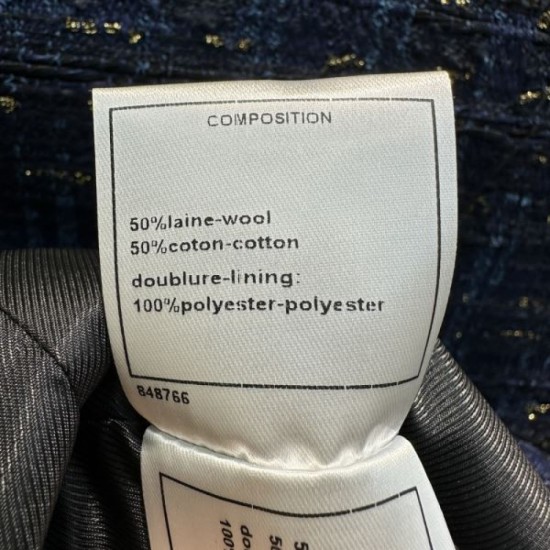 COMPOSITION
50%laine-wool
50%coton-cotton
doublure-lining:
100%polyester-polyester
848766